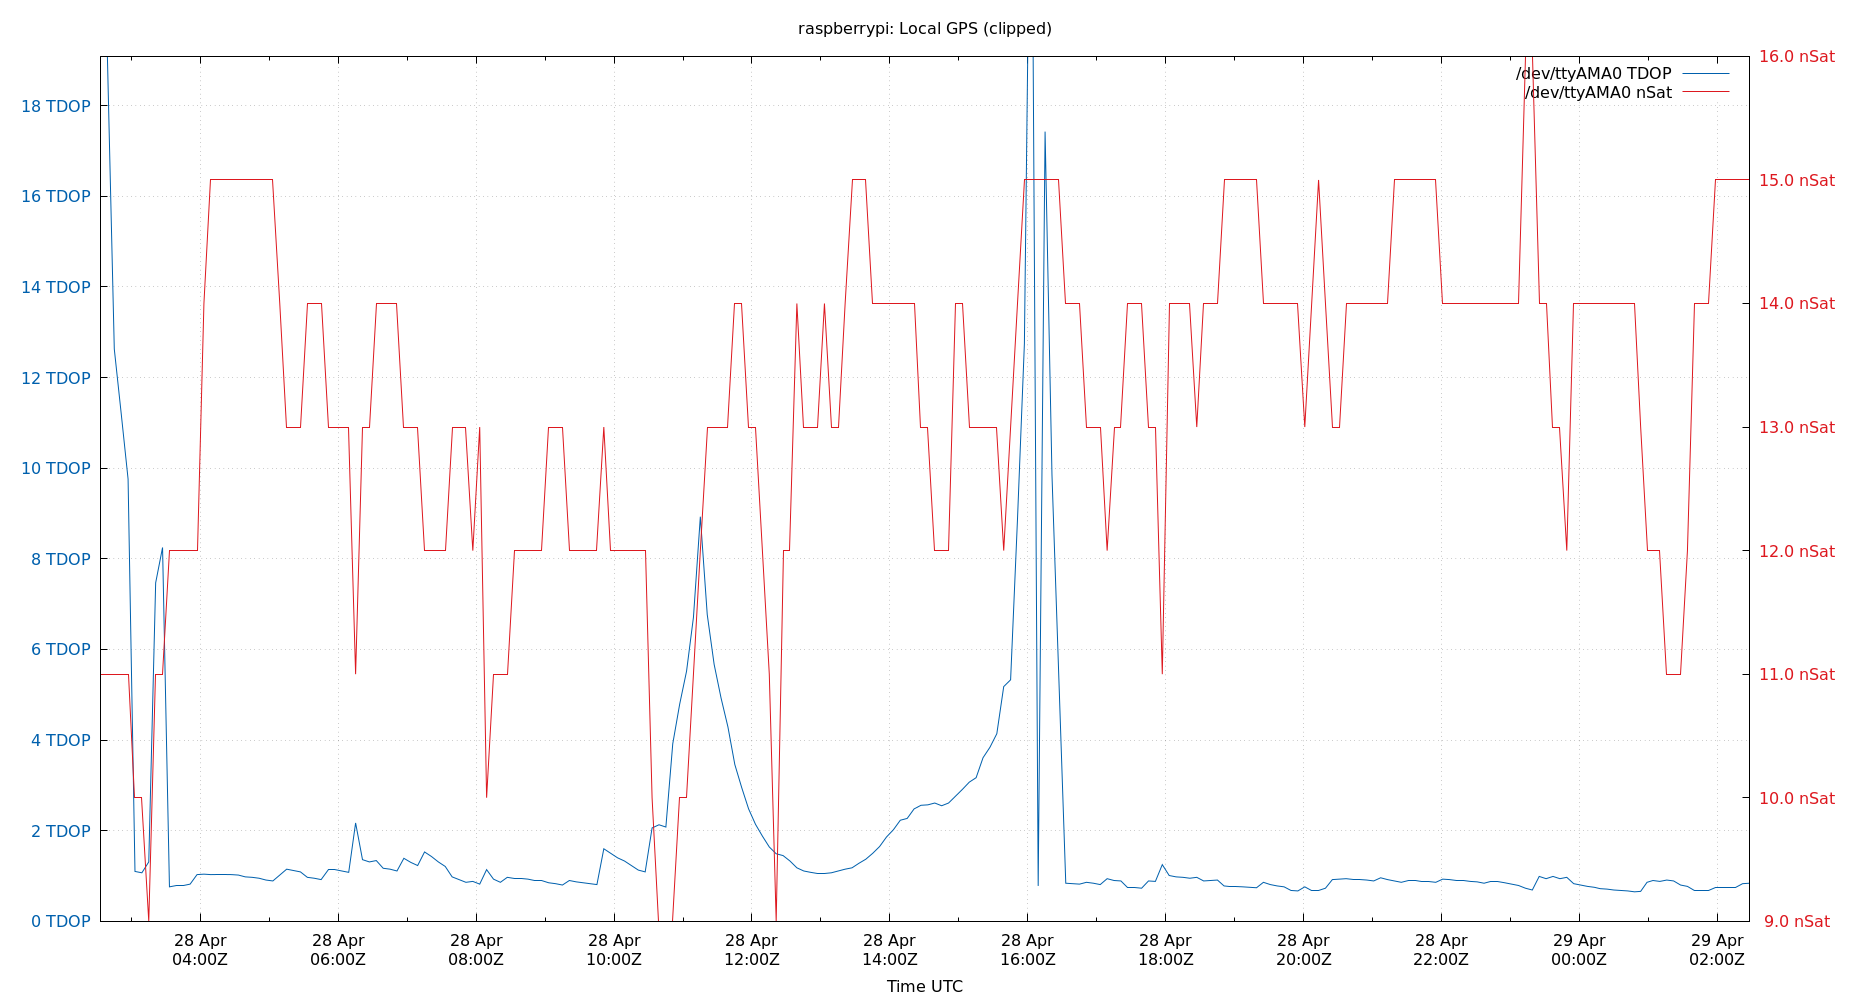 raspberrypi: Local GPS (clipped)
/dev/ttyAMA0 TDOP
/dev/ttyAMA0 nSat
18 TDOP
16 TDOP
14 TDOP
12 TDOP
10 TDOP
8 TDOP
6 TDOP
4 TDOP
2 TDOP
0 TDOP
16.0 nSat
15.0 nSat
14.0 nSat
13.0 nSat
12.0 nSat
11.0 nSat
10.0 nSat
9.0 nSat
28 Apr
04:00Z
28 Apr
06:00Z
28 Apr
08:00Z
28 Apr
10:00Z
28 Apr
12:00Z
28 Apr
14:00Z
28 Apr
16:00Z
28 Apr
18:00Z
28 Apr
20:00Z
28 Apr
22:00Z
29 Apr
00:00Z
29 Apr
02:00Z
Time UTC